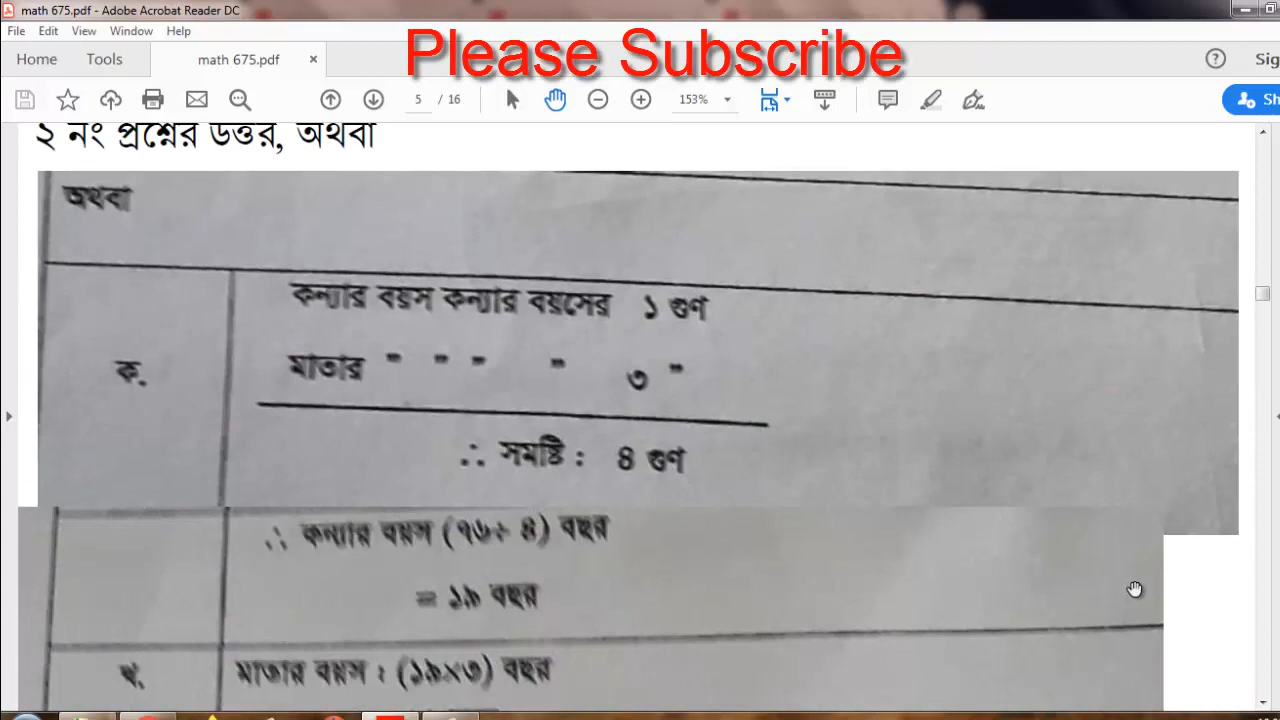 math 675.pdf - Adobe Acrobat Reader DC
File Edit View Window Help
Please Subscribe
Home Tools math 675.pdf × ? Sig
5 / 16 153% Sh
২ নং প্রশ্নের উত্তর, অথবা
অথবা
কন্যার বয়স কন্যার বয়সের ১ গুণ
ক. মাতার " " " " ৩ "
∴ সমষ্টি : ৪ গুণ
∴ কন্যার বয়স (৭৬÷ ৪) বছর
= ১৯ বছর
খ. মাতার বয়স : (১৯×৩) বছর